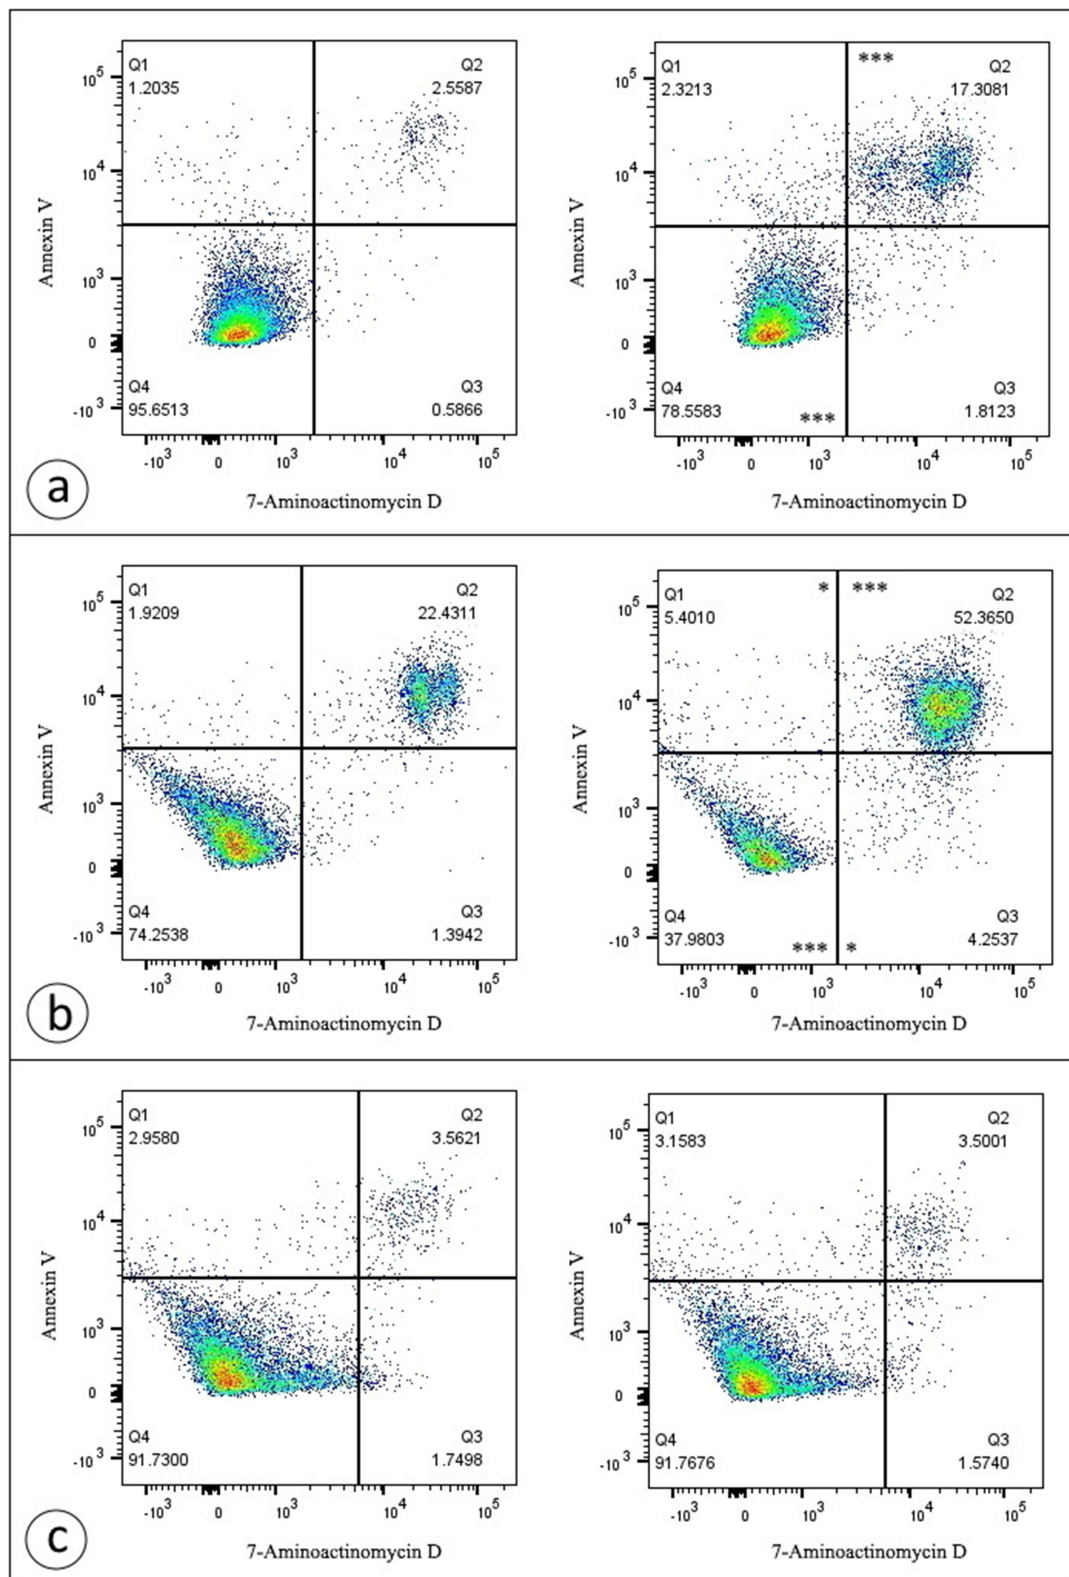 Q1
1.2035
Q2
2.5587
Q4
95.6513
Q3
0.5866
10^5
10^4
10^3
0
-10^3
Annexin V
-10^3 0 10^3 10^4 10^5
7-Aminoactinomycin D
***
Q1
2.3213
Q2
17.3081
Q4
78.5583
***
Q3
1.8123
10^5
10^4
10^3
0
-10^3
Annexin V
-10^3 0 10^3 10^4 10^5
7-Aminoactinomycin D
a
Q1
1.9209
Q2
22.4311
Q4
74.2538
Q3
1.3942
10^5
10^4
10^3
0
-10^3
Annexin V
-10^3 0 10^3 10^4 10^5
7-Aminoactinomycin D
* ***
Q1
5.4010
Q2
52.3650
Q4
37.9803
*** *
Q3
4.2537
10^5
10^4
10^3
0
-10^3
Annexin V
-10^3 0 10^3 10^4 10^5
7-Aminoactinomycin D
b
Q1
2.9580
Q2
3.5621
Q4
91.7300
Q3
1.7498
10^5
10^4
10^3
0
-10^3
Annexin V
-10^3 0 10^3 10^4 10^5
7-Aminoactinomycin D
Q1
3.1583
Q2
3.5001
Q4
91.7676
Q3
1.5740
10^5
10^4
10^3
0
-10^3
Annexin V
-10^3 0 10^3 10^4 10^5
7-Aminoactinomycin D
c